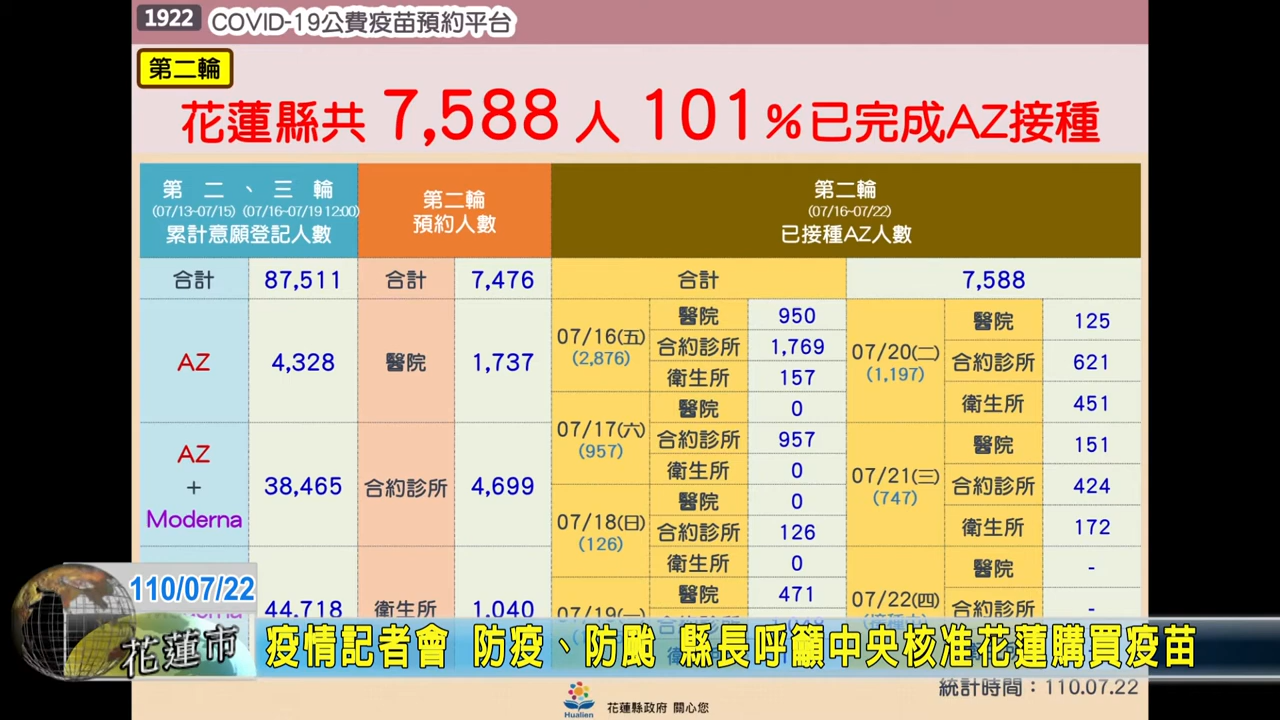 1922 COVID-19公費疫苗預約平台
第二輪
花蓮縣共 7,588 人 101%已完成AZ接種
第二、三輪
(07/13~07/15) (07/16~07/19 12:00)
累計意願登記人數
第二輪
預約人數
第二輪
(07/16~07/22)
已接種AZ人數
合計 87,511 合計 7,476 合計 7,588
AZ 4,328 醫院 1,737
AZ
+
Moderna
38,465 合約診所 4,699
44,718 衛生所 1,040
07/16(五)
(2,876)
醫院 950
合約診所 1,769
衛生所 157
07/17(六)
(957)
醫院 0
合約診所 957
衛生所 0
07/18(日)
(126)
醫院 0
合約診所 126
衛生所 0
07/19(一)
醫院 471
07/20(二)
(1,197)
醫院 125
合約診所 621
衛生所 451
07/21(三)
(747)
醫院 151
合約診所 424
衛生所 172
07/22(四)
醫院 -
合約診所 -
110/07/22
花蓮市
疫情記者會 防疫、防颱 縣長呼籲中央核准花蓮購買疫苗
統計時間：110.07.22
Hualien 花蓮縣政府 關心您